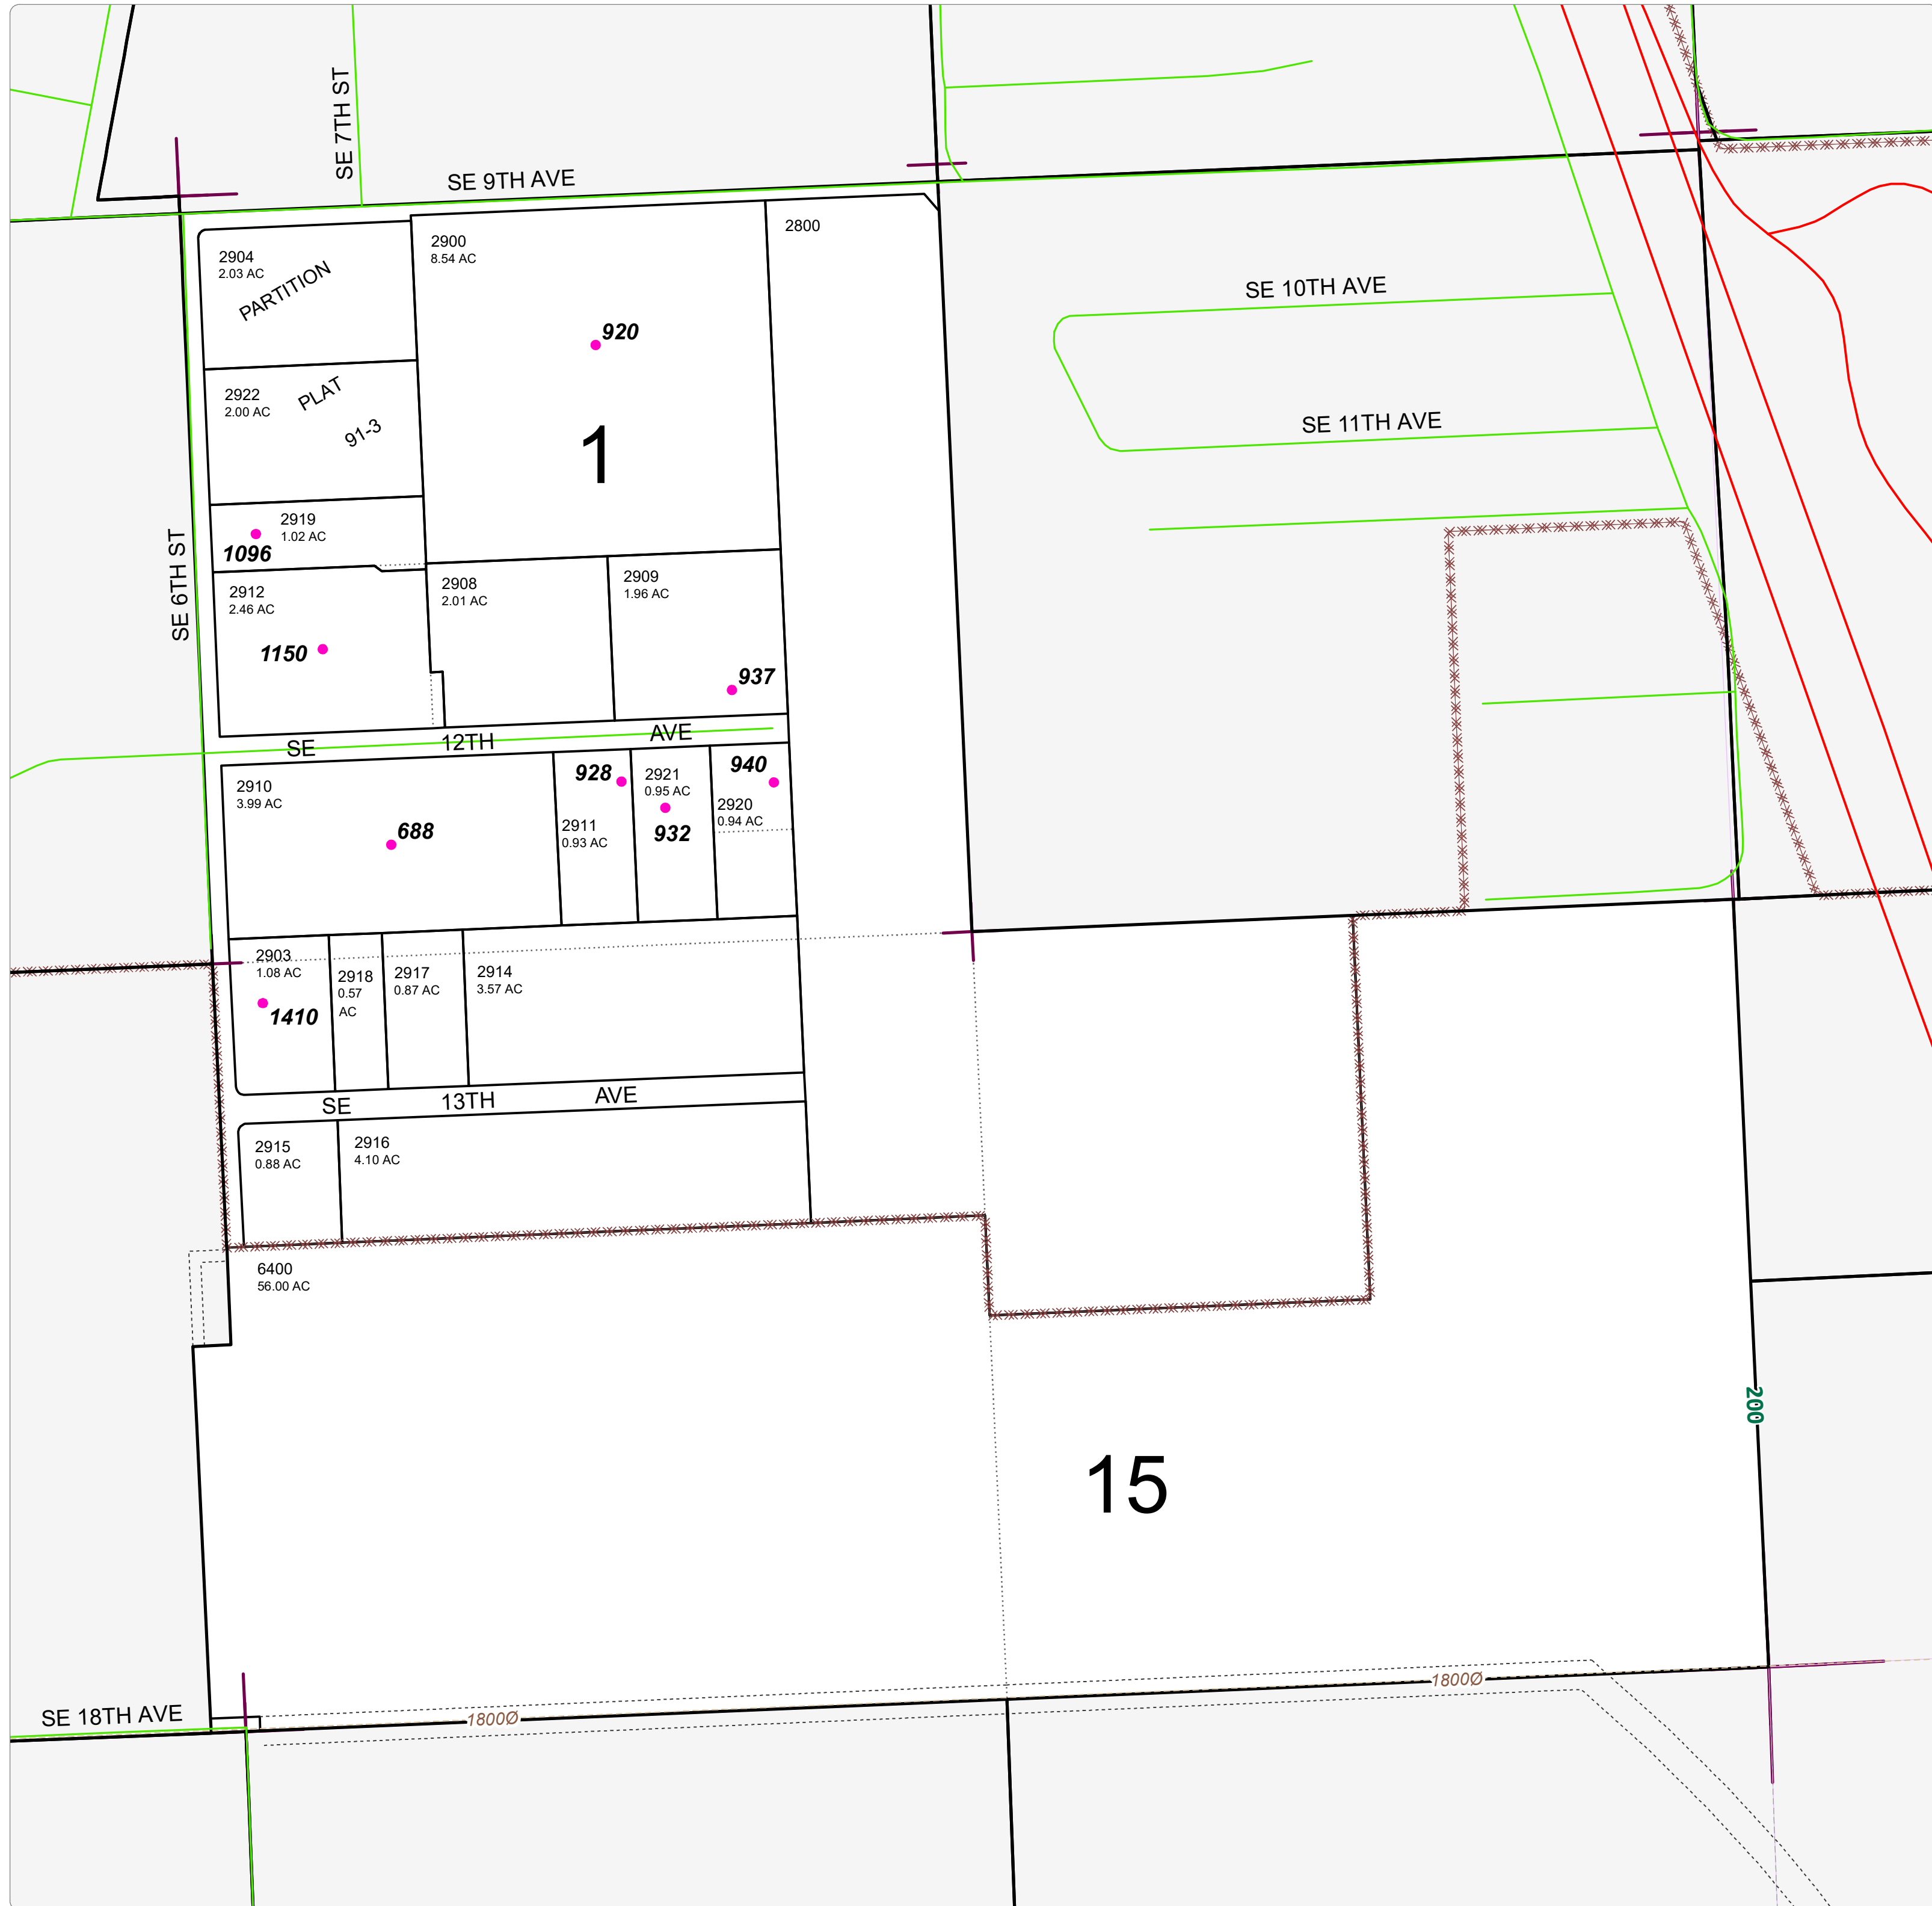 SE 7TH ST
SE 9TH AVE
2904
2.03 AC
PARTITION
2900
8.54 AC
2800
920
SE 10TH AVE
2922
2.00 AC
PLAT
91-3
1
SE 11TH AVE
2919
1.02 AC
1096
SE 6TH ST
2912
2.46 AC
1150
2908
2.01 AC
2909
1.96 AC
937
SE 12TH AVE
2910
3.99 AC
688
928
2911
0.93 AC
2921
0.95 AC
932
940
2920
0.94 AC
2903
1.08 AC
1410
2918
0.57
AC
2917
0.87 AC
2914
3.57 AC
SE 13TH AVE
2915
0.88 AC
2916
4.10 AC
6400
56.00 AC
200
15
SE 18TH AVE
1800Ø
1800Ø